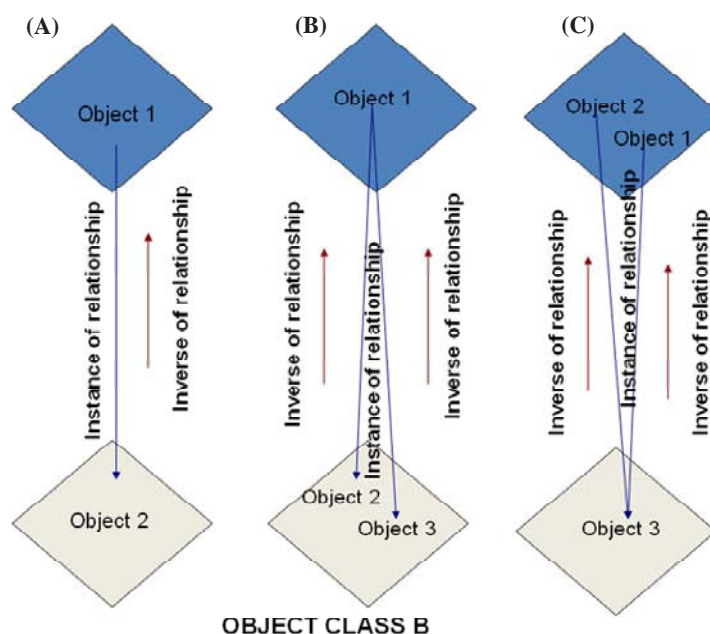 (A)
Object 1
Instance of relationship
Inverse of relationship
Object 2
(B)
Object 1
Inverse of relationship
Instance of relationship
Inverse of relationship
Object 2
Object 3
(C)
Object 2
Object 1
Inverse of relationship
Instance of relationship
Inverse of relationship
Object 3
OBJECT CLASS B